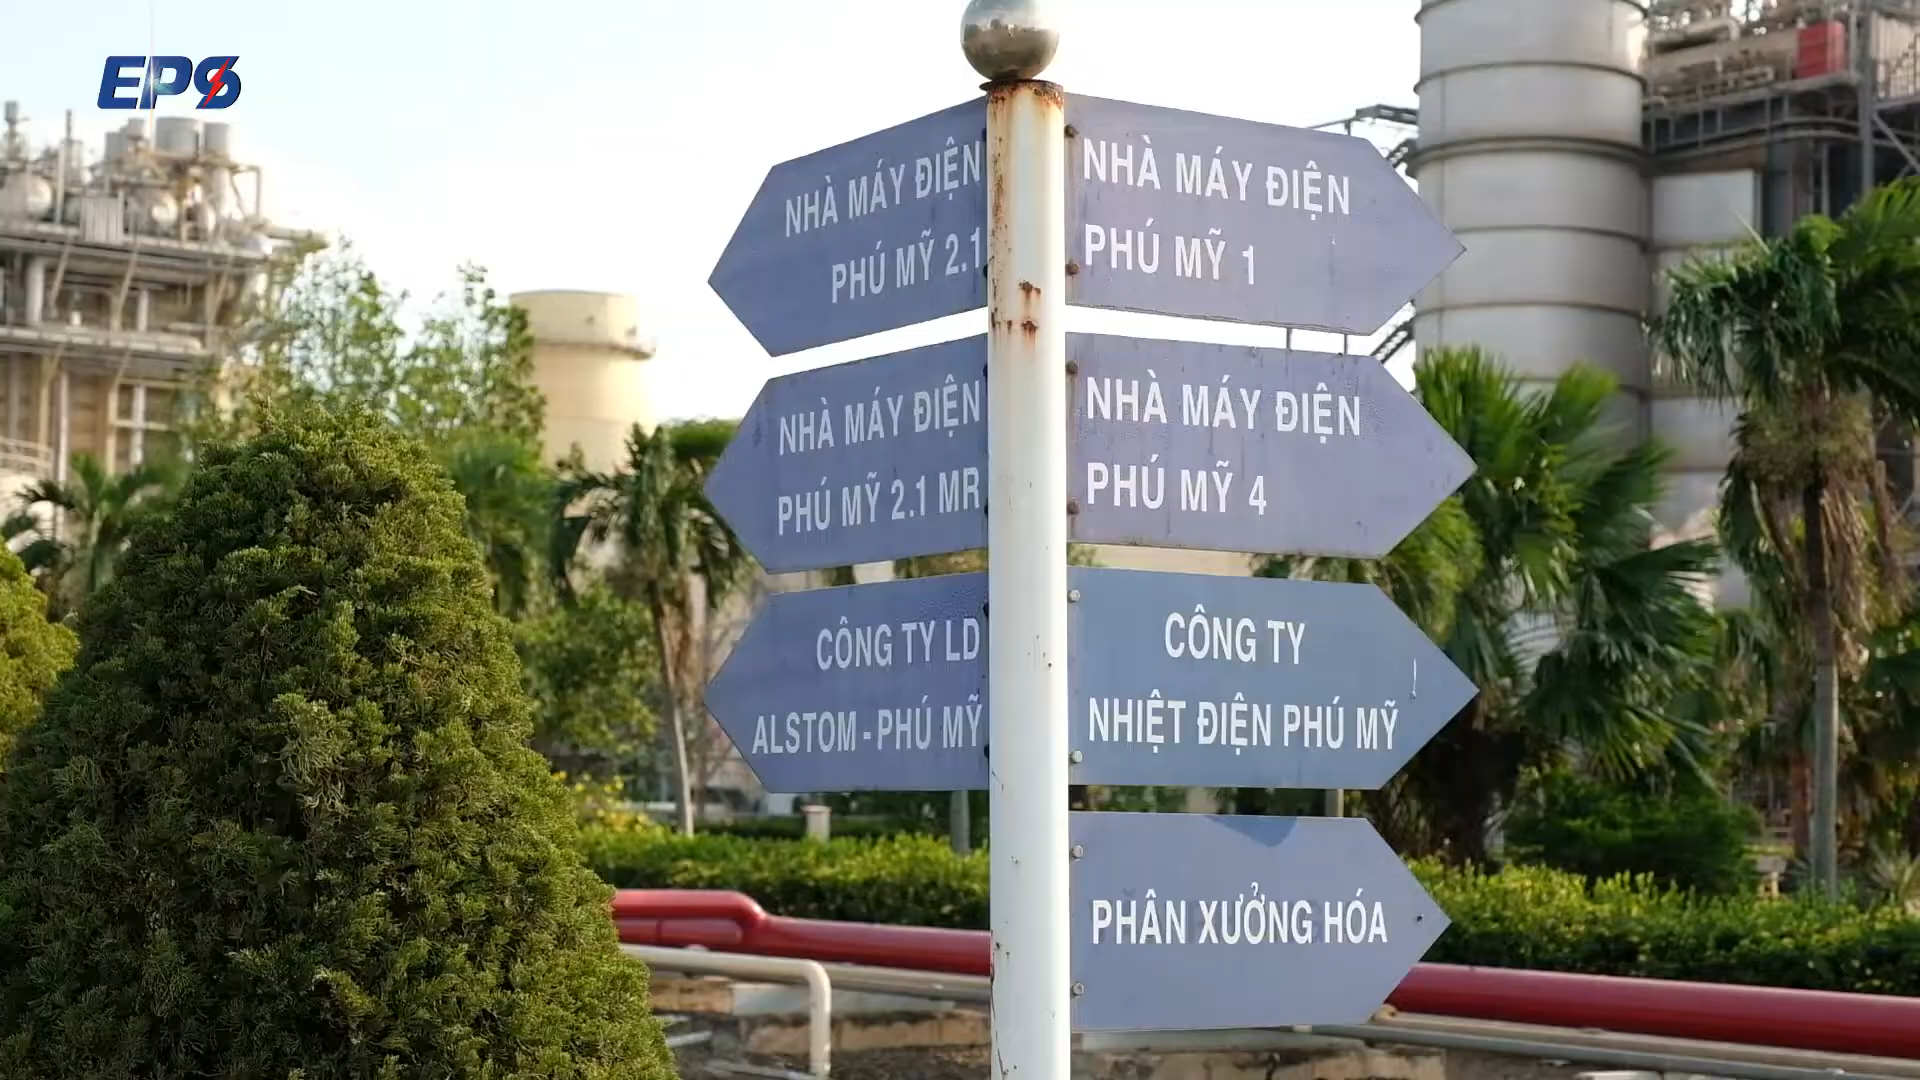 EPS
NHÀ MÁY ĐIỆN
PHÚ MỸ 2.1
NHÀ MÁY ĐIỆN
PHÚ MỸ 1
NHÀ MÁY ĐIỆN
PHÚ MỸ 2.1 MR
NHÀ MÁY ĐIỆN
PHÚ MỸ 4
CÔNG TY LD
ALSTOM - PHÚ MỸ
CÔNG TY
NHIỆT ĐIỆN PHÚ MỸ
PHÂN XƯỞNG HÓA